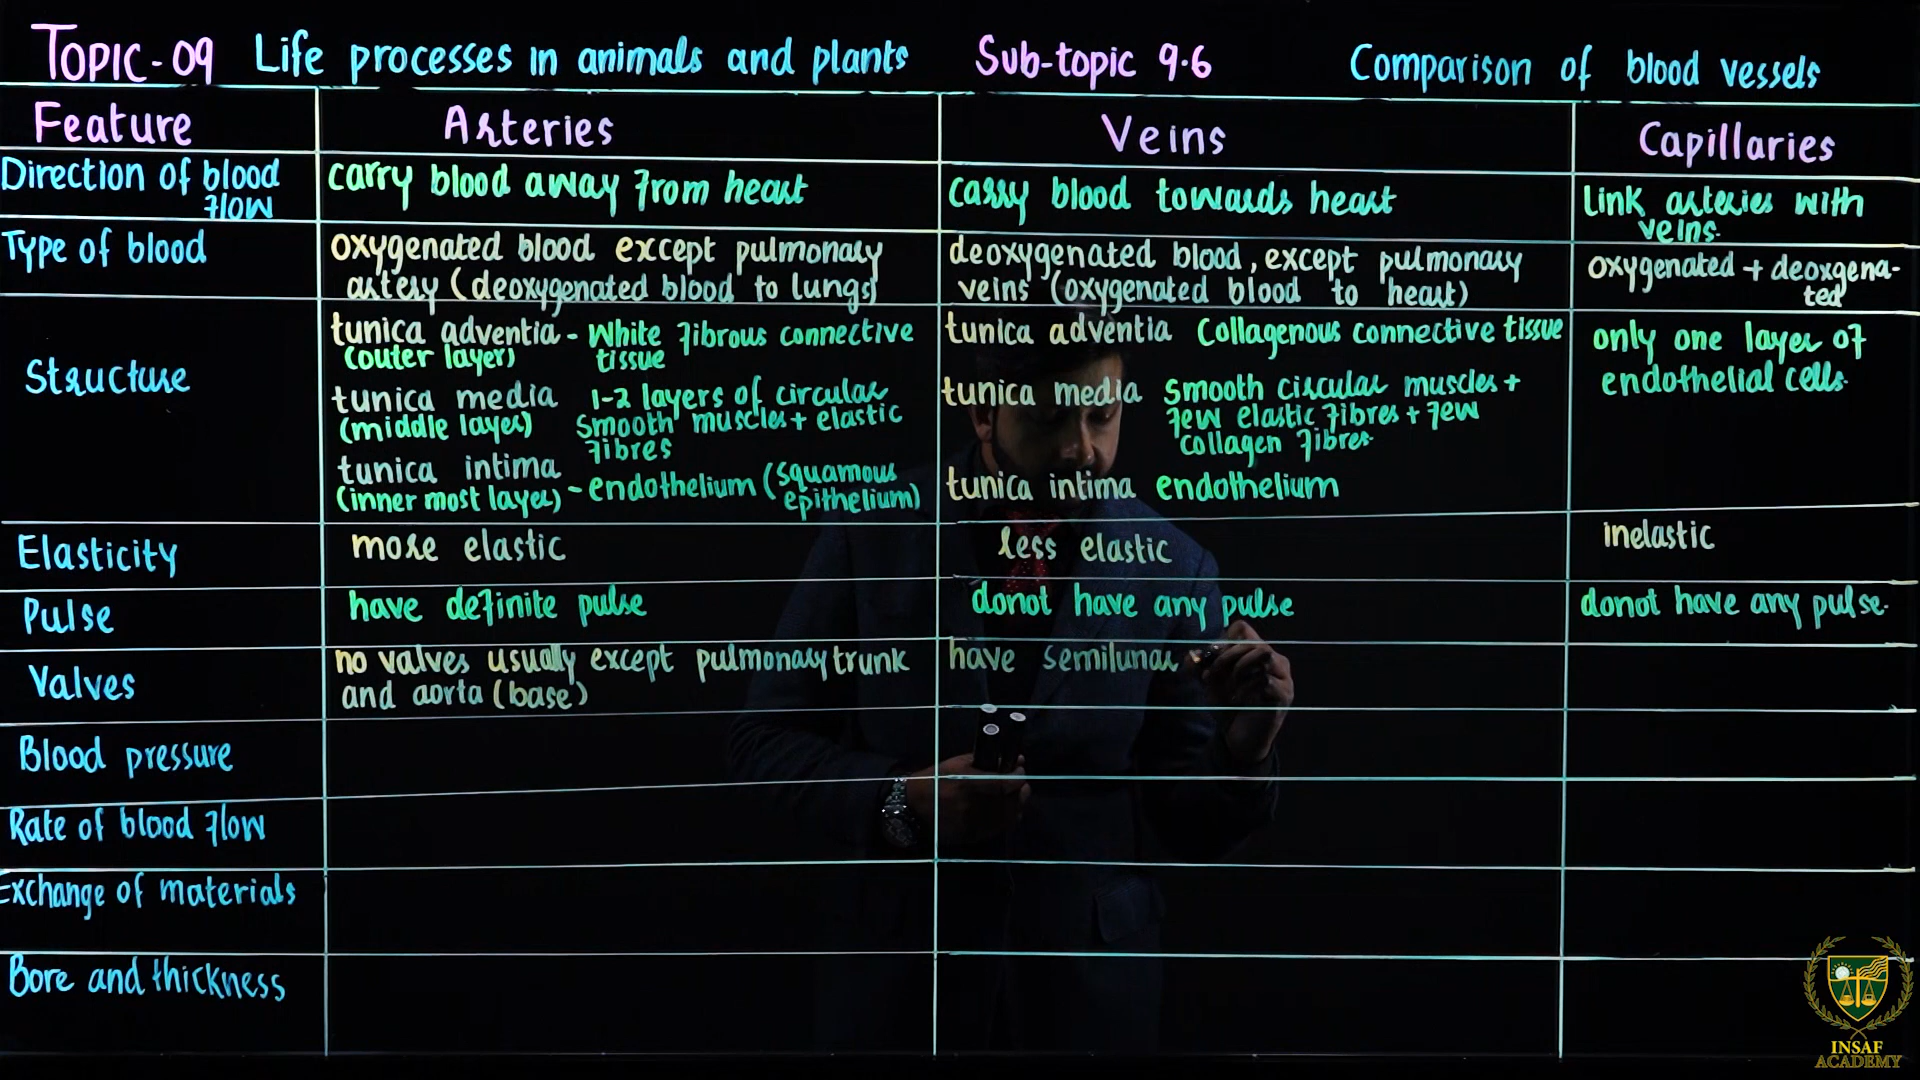 TOPIC-09 Life processes in animals and plants Sub-topic 9.6 Comparison of blood vessels
Feature Arteries Veins Capillaries
Direction of blood flow
carry blood away from heart
carry blood towards heart
Link arteries with
veins.
Type of blood
oxygenated blood except pulmonary
artery (deoxygenated blood to lungs)
deoxygenated blood, except pulmonary
veins (oxygenated blood to heart)
oxygenated + deoxgena-
ted
Structure
tunica adventia - White fibrous connective
(outer layer) tissue
tunica media 1-2 layers of circular
(middle layer) smooth muscles + elastic
fibres
tunica intima
(inner most layer) - endothelium (squamous
epithelium)
tunica adventia Collagenous connective tissue
tunica media smooth circular muscles +
few elastic fibres + few
collagen fibres.
tunica intima endothelium
only one layer of
endothelial cells.
Elasticity more elastic less elastic inelastic
Pulse have definite pulse donot have any pulse donot have any pulse.
Valves
no valves usually except pulmonary trunk
and aorta (base)
have semilunar
Blood pressure
Rate of blood flow
Exchange of materials
Bore and thickness
INSAF
ACADEMY